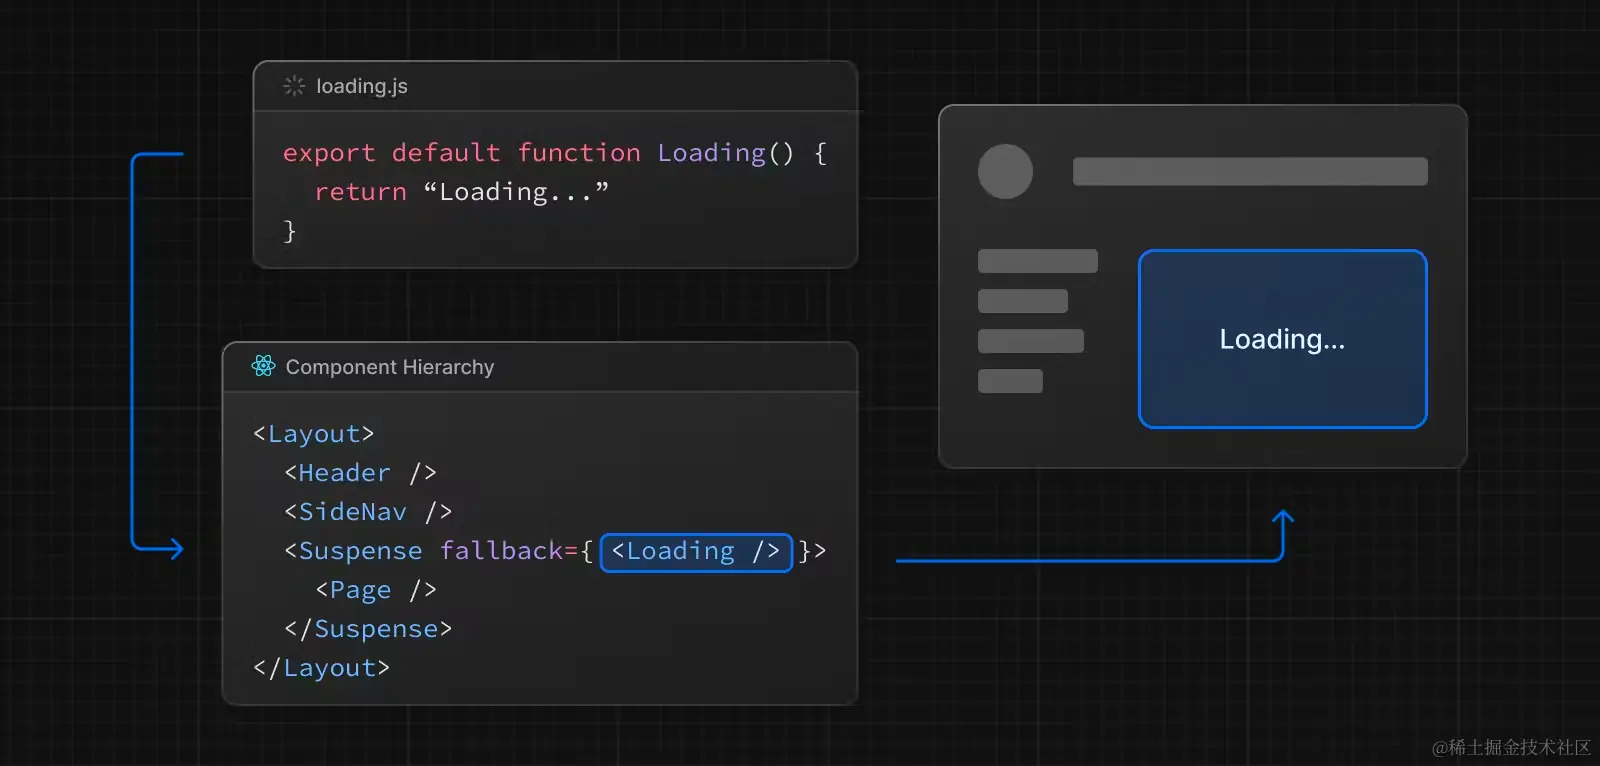 loading.js
export default function Loading() {
  return “Loading...”
}
Component Hierarchy
<Layout>
  <Header />
  <SideNav />
  <Suspense fallback={ <Loading /> }>
    <Page />
  </Suspense>
</Layout>
Loading...
@稀土掘金技术社区